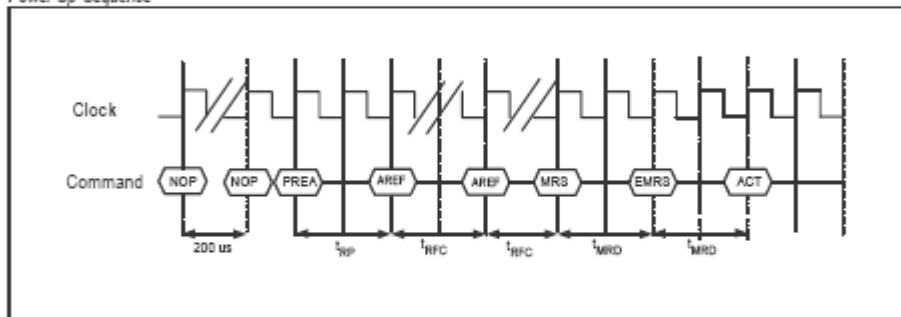 Power Up Sequence
Clock
Command NOP NOP PREA AREF AREF MRS EMRS ACT
200 us tRP tRFC tRFC tMRD tMRD